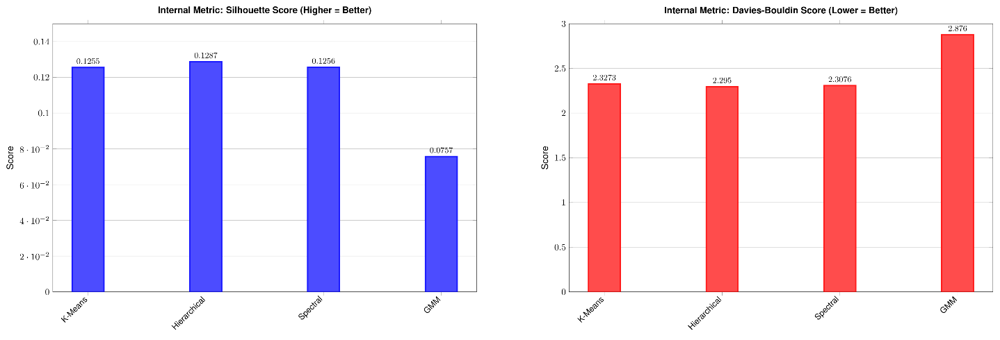 Internal Metric: Silhouette Score (Higher = Better)
Score
0.14
0.12
0.1
8 · 10⁻²
6 · 10⁻²
4 · 10⁻²
2 · 10⁻²
0
0.1255
0.1287
0.1256
0.0757
K-Means
Hierarchical
Spectral
GMM
Internal Metric: Davies-Bouldin Score (Lower = Better)
Score
3
2.5
2
1.5
1
0.5
0
2.3273
2.295
2.3076
2.876
K-Means
Hierarchical
Spectral
GMM